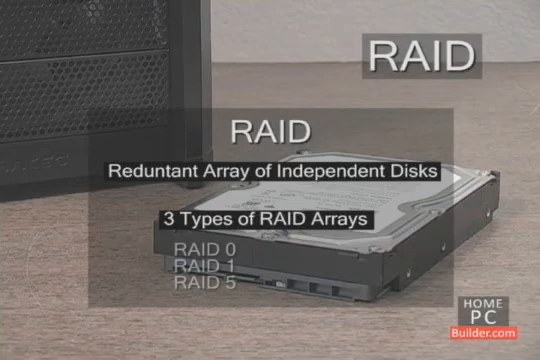 RAID
RAID
Reduntant Array of Independent Disks
3 Types of RAID Arrays
RAID 0
RAID 1
RAID 5
HOME
PC
Builder.com